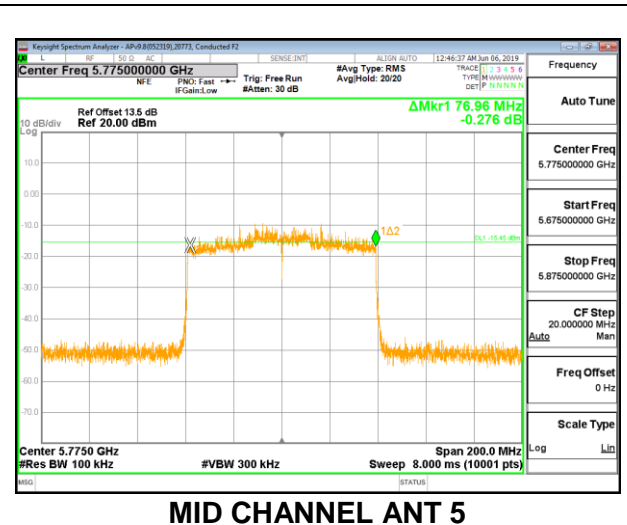 Keysight Spectrum Analyzer - APv9.8(052319),20773, Conducted F2
L RF 50 Ω AC SENSE:INT ALIGN AUTO 12:46:37 AM Jun 06, 2019
Center Freq 5.775000000 GHz
NFE PNO: Fast IFGain:Low
Trig: Free Run #Atten: 30 dB
#Avg Type: RMS Avg|Hold: 20/20
TRACE 1 2 3 4 5 6
TYPE M WWWWW
DET P N N N N N
Frequency
Ref Offset 13.5 dB
10 dB/div Ref 20.00 dBm
Log
ΔMkr1 76.96 MHz
-0.276 dB
10.0
0.00
-10.0
-20.0
-30.0
-40.0
-50.0
-60.0
-70.0
1Δ2
DL1 -15.45 dBm
Center 5.7750 GHz Span 200.0 MHz
#Res BW 100 kHz #VBW 300 kHz Sweep 8.000 ms (10001 pts)
MSG STATUS
Auto Tune
Center Freq
5.775000000 GHz
Start Freq
5.675000000 GHz
Stop Freq
5.875000000 GHz
CF Step
20.000000 MHz
Auto Man
Freq Offset
0 Hz
Scale Type
Log Lin
MID CHANNEL ANT 5